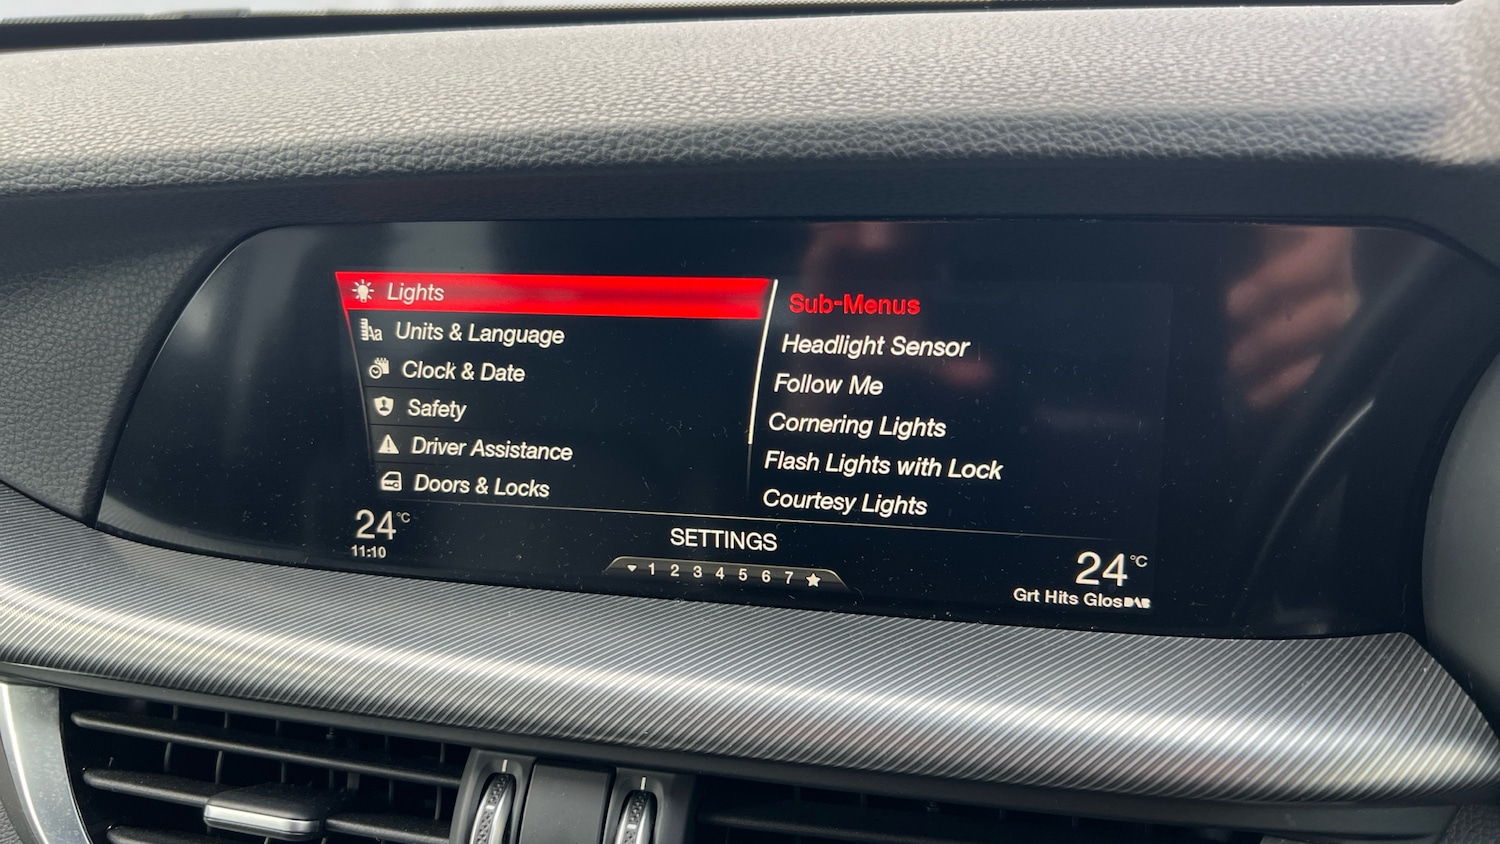 Lights
Units & Language
Clock & Date
Safety
Driver Assistance
Doors & Locks
Sub-Menus
Headlight Sensor
Follow Me
Cornering Lights
Flash Lights with Lock
Courtesy Lights
24°C
11:10
SETTINGS
1 2 3 4 5 6 7
24°C
Grt Hits Glos DAB